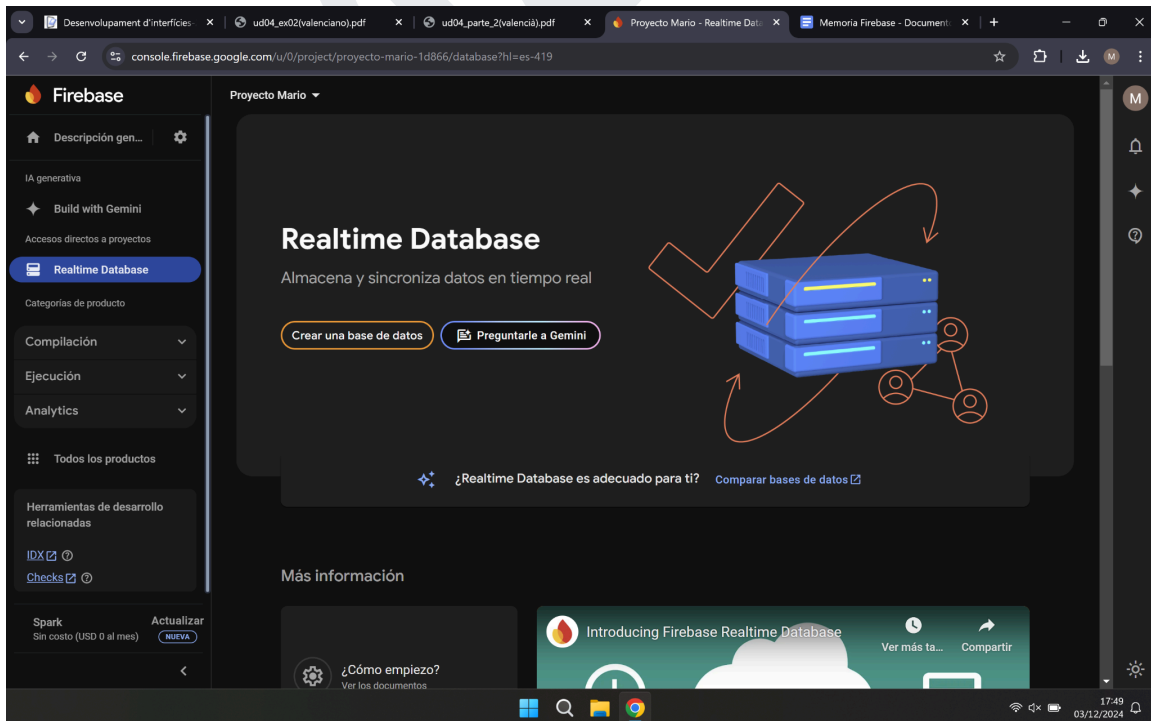 Desenvolupament d'interfícies-
ud04_ex02(valenciano).pdf
ud04_parte_2(valencià).pdf
Proyecto Mario - Realtime Data
Memoria Firebase - Document
console.firebase.google.com/u/0/project/proyecto-mario-1d866/database?hl=es-419
M
Firebase
Proyecto Mario
M
Descripción gen...
IA generativa
Build with Gemini
Accesos directos a proyectos
Realtime Database
Categorías de producto
Compilación
Ejecución
Analytics
Todos los productos
Herramientas de desarrollo
relacionadas
IDX
Checks
Spark
Actualizar
Sin costo (USD 0 al mes)
NUEVA
Realtime Database
Almacena y sincroniza datos en tiempo real
Crear una base de datos
Preguntarle a Gemini
¿Realtime Database es adecuado para ti? Comparar bases de datos
Más información
¿Cómo empiezo?
Ver los documentos
Introducing Firebase Realtime Database
Ver más ta...
Compartir
17:49
03/12/2024